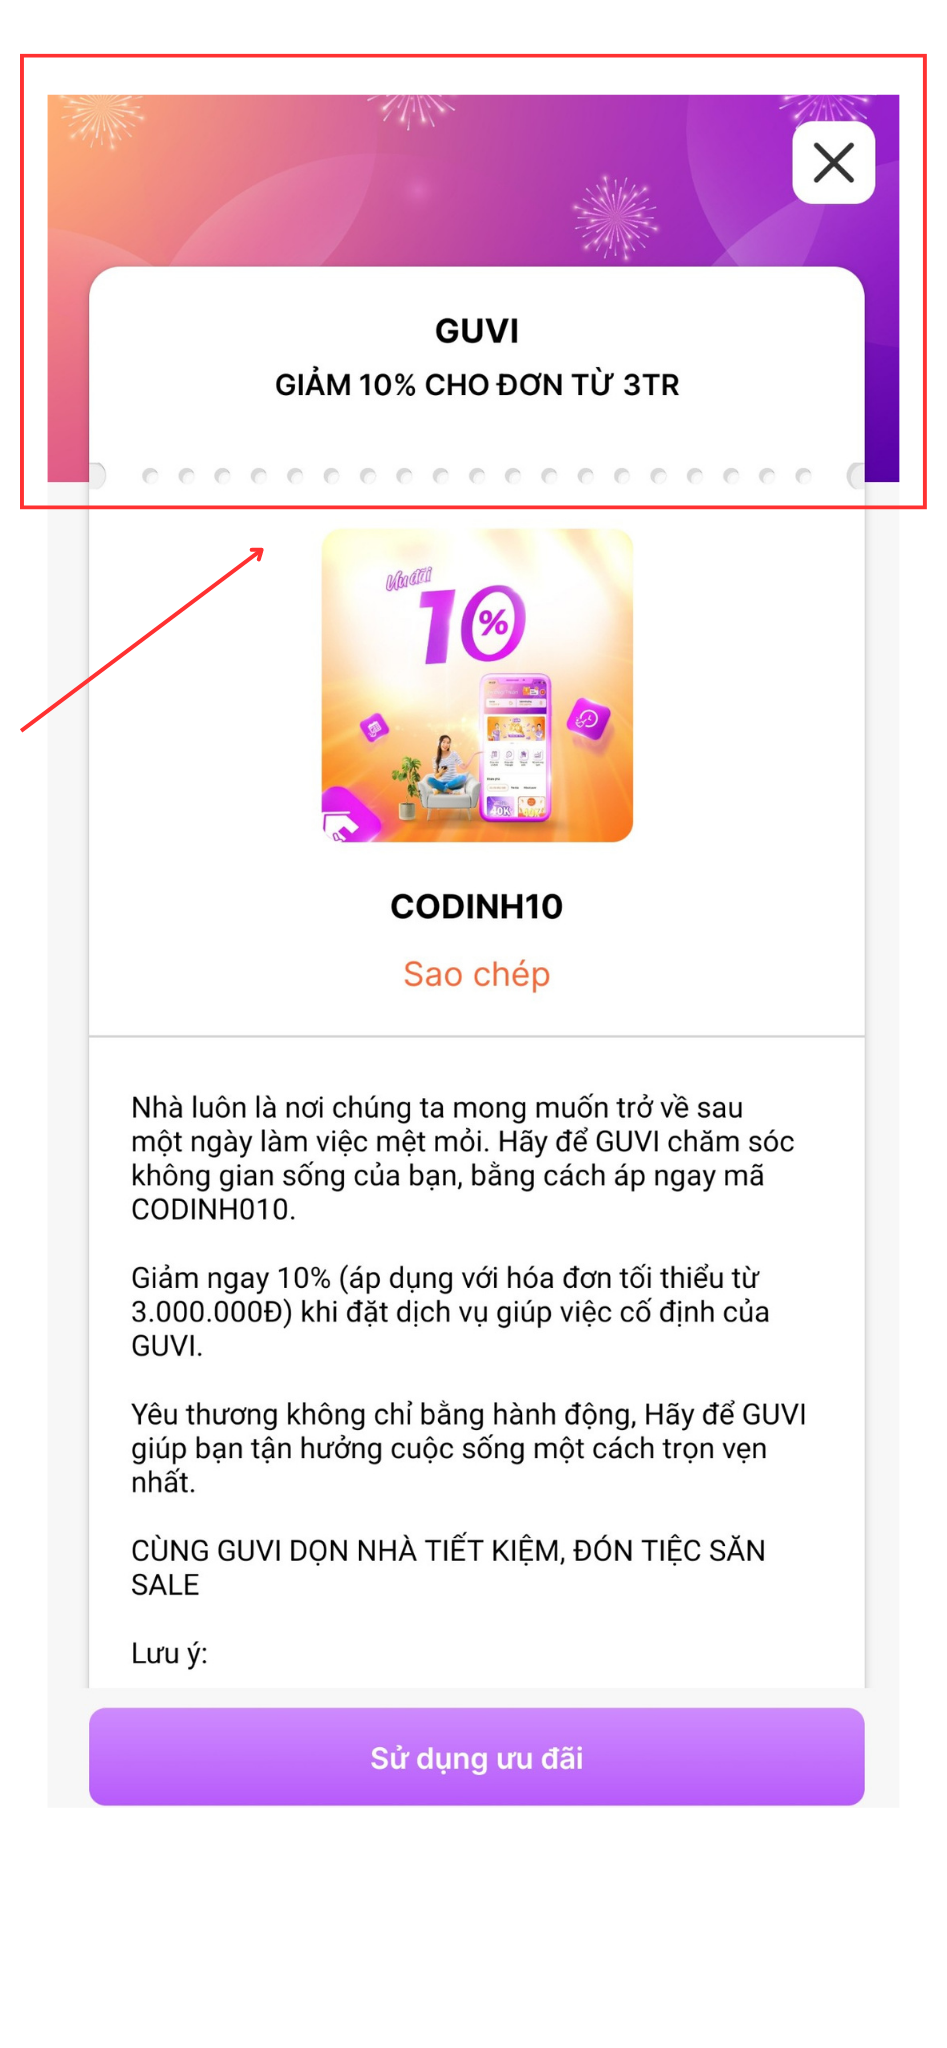 GUVI
GIẢM 10% CHO ĐƠN TỪ 3TR
Ưu đãi
10%
CODINH10
Sao chép
Nhà luôn là nơi chúng ta mong muốn trở về sau
một ngày làm việc mệt mỏi. Hãy để GUVI chăm sóc
không gian sống của bạn, bằng cách áp ngay mã
CODINH010.
Giảm ngay 10% (áp dụng với hóa đơn tối thiểu từ
3.000.000Đ) khi đặt dịch vụ giúp việc cố định của
GUVI.
Yêu thương không chỉ bằng hành động, Hãy để GUVI
giúp bạn tận hưởng cuộc sống một cách trọn vẹn
nhất.
CÙNG GUVI DỌN NHÀ TIẾT KIỆM, ĐÓN TIỆC SĂN
SALE
Lưu ý:
Sử dụng ưu đãi